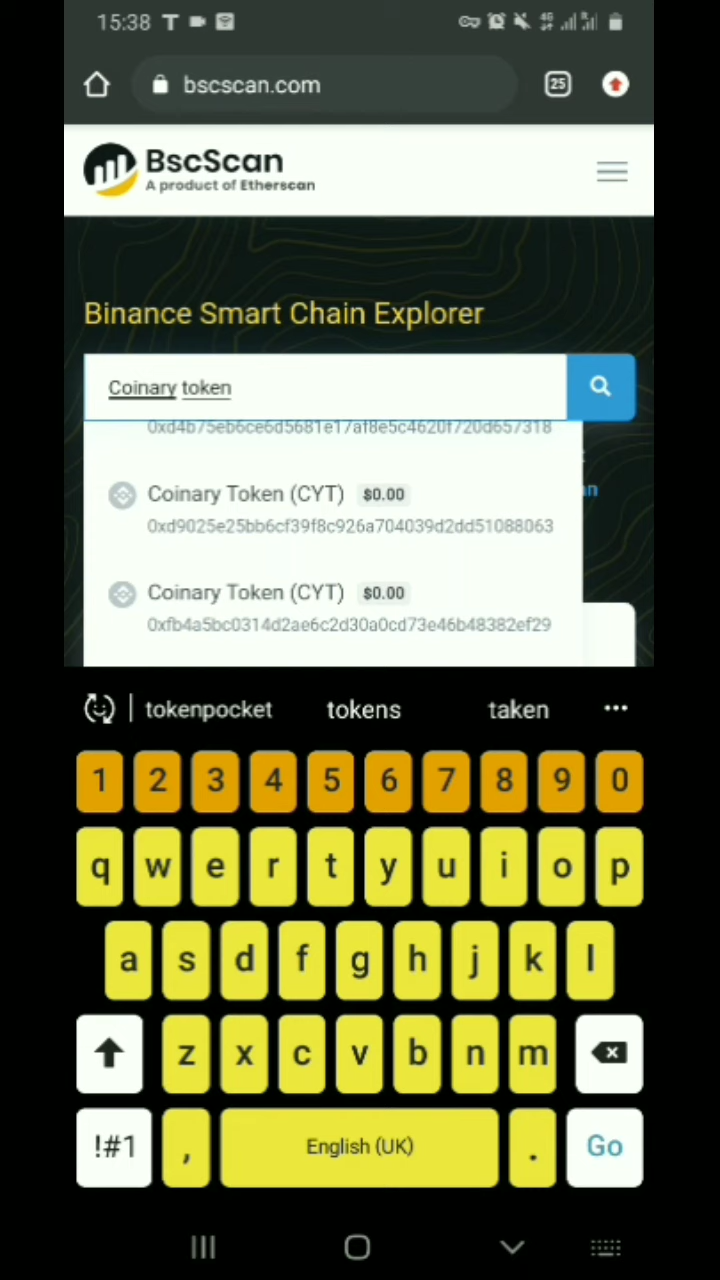 15:38
25
bscscan.com
BscScan
A product of Etherscan
Binance Smart Chain Explorer
Coinary token
0xd4b75eb6ce6d5681e17af8e5c4620f720d657318
Coinary Token (CYT) $0.00
0xd9025e25bb6cf39f8c926a704039d2dd51088063
Coinary Token (CYT) $0.00
0xfb4a5bc0314d2ae6c2d30a0cd73e46b48382ef29
tokenpocket tokens taken
1 2 3 4 5 6 7 8 9 0
q w e r t y u i o p
a s d f g h j k l
z x c v b n m
!#1 , English (UK) . Go